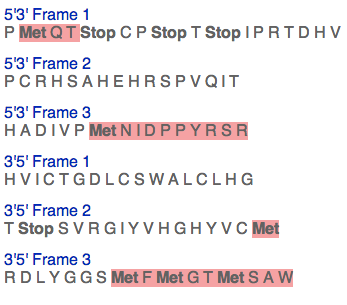 5'3' Frame 1
P Met Q T Stop C P Stop T Stop I P R T D H V
5'3' Frame 2
P C R H S A H E H R S P V Q I T
5'3' Frame 3
H A D I V P Met N I D P P Y R S R
3'5' Frame 1
H V I C T G D L C S W A L C L H G
3'5' Frame 2
T Stop S V R G I Y V H G H Y V C Met
3'5' Frame 3
R D L Y G G S Met F Met G T Met S A W